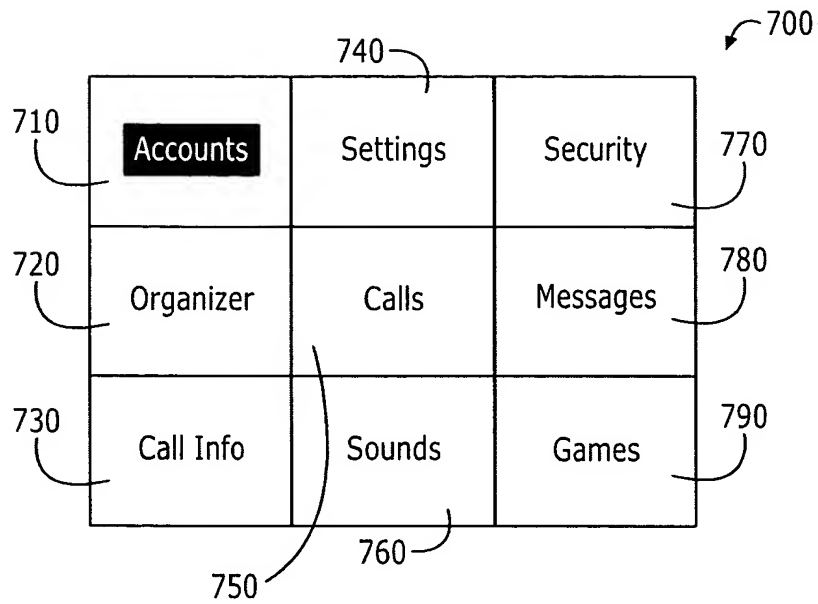 700
740
710
Accounts
Settings
Security
770
720
Organizer
Calls
Messages
780
730
Call Info
Sounds
Games
790
750
760